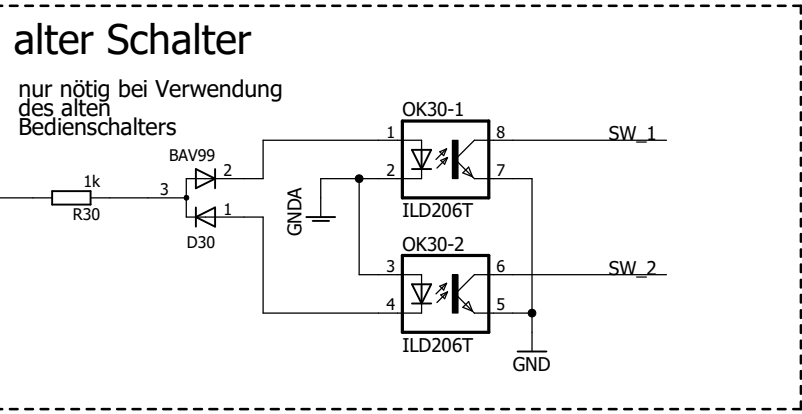 alter Schalter
nur nötig bei Verwendung
des alten
Bedienschalters
OK30-1
1
8
SW_1
BAV99
2
2
7
1k
3
R30
GNDA
1
ILD206T
D30
OK30-2
3
6
SW_2
4
5
ILD206T
GND